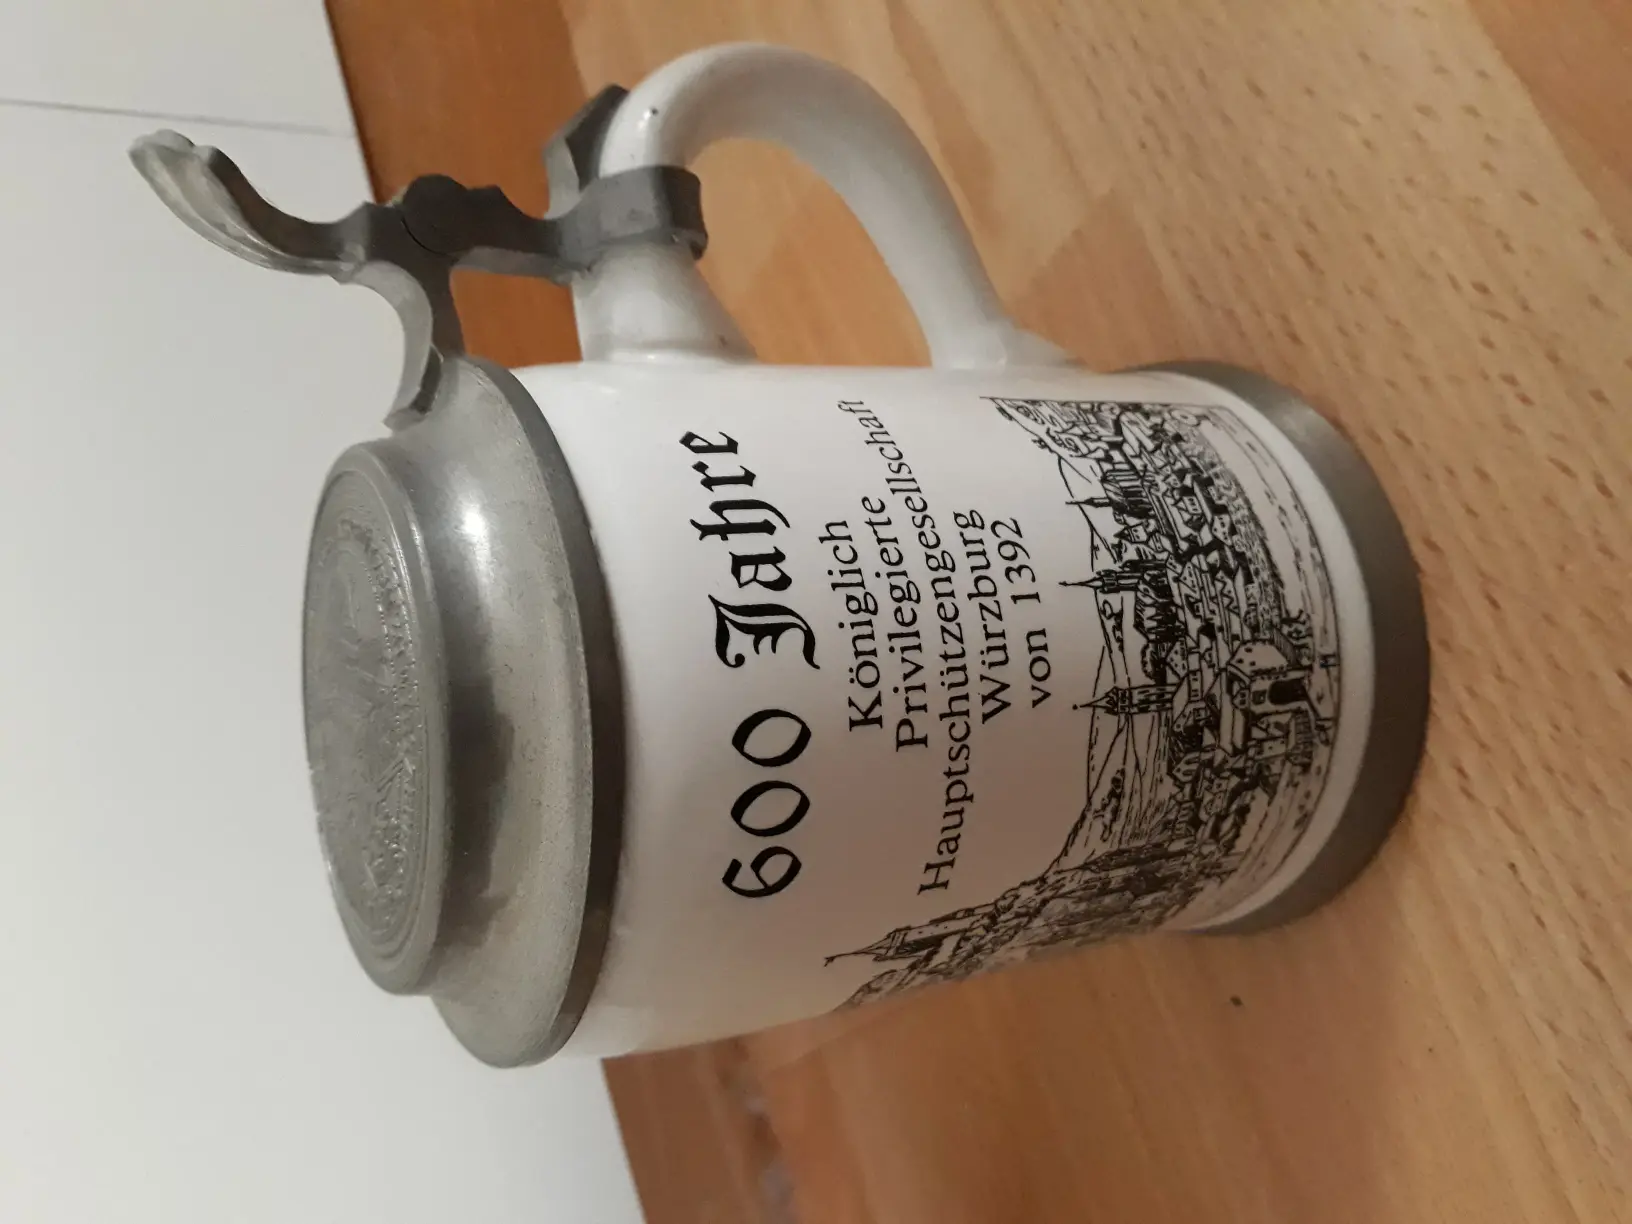 600 Jahre
Königlich
Privilegierte
Hauptschützengesellschaft
Würzburg
von 1392